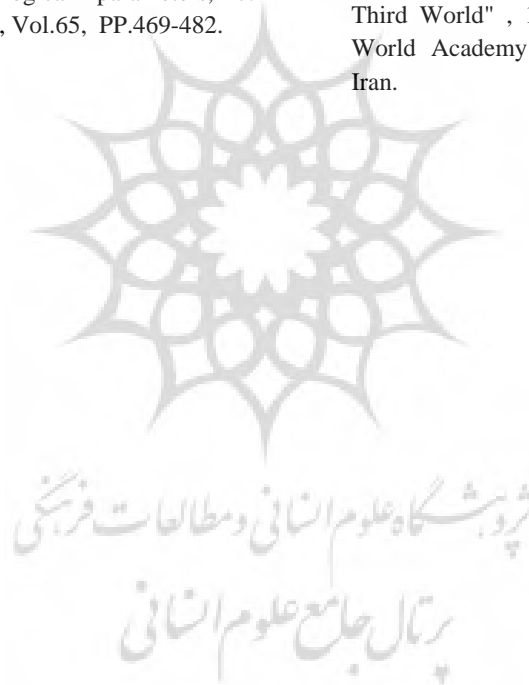 parameters,
, Vol.65, PP.469-482.
Third World" ,
World Academy
Iran.
پژوهشگاه علوم انسانی و مطالعات فرهنگی
پرتال جامع علوم انسانی